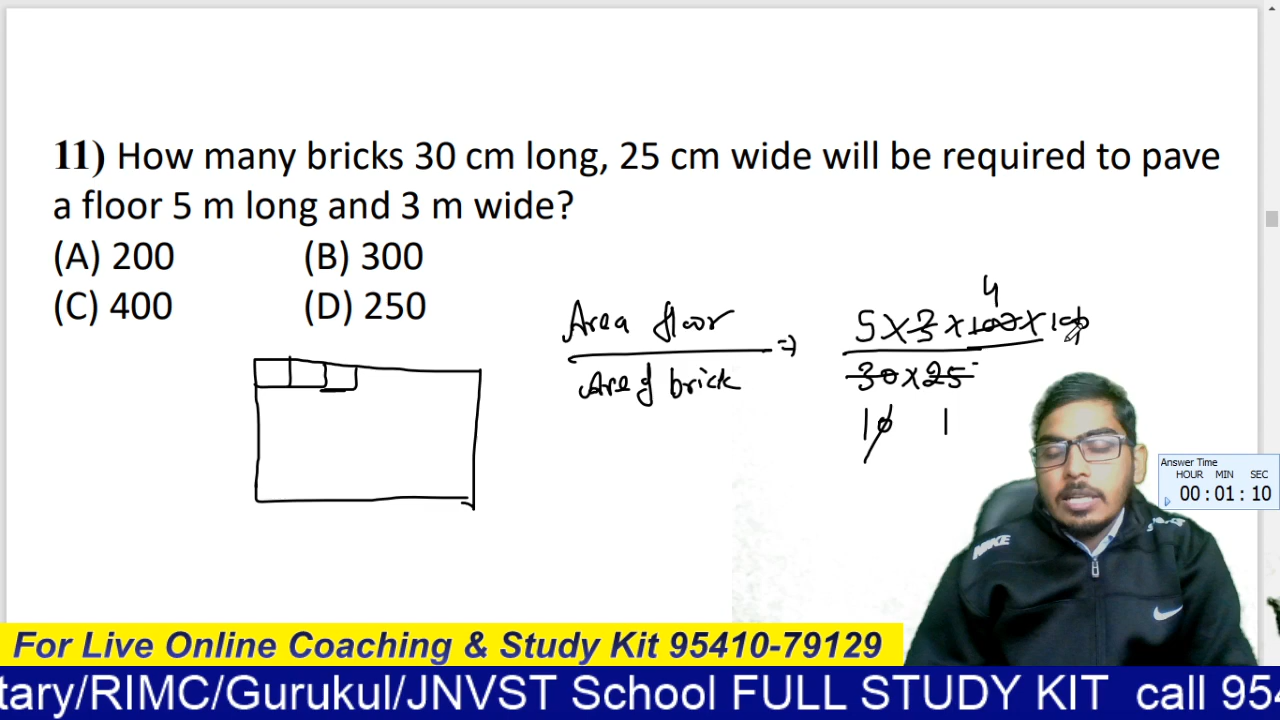 11) How many bricks 30 cm long, 25 cm wide will be required to pave
a floor 5 m long and 3 m wide?
(A) 200 (B) 300
(C) 400 (D) 250
4
Area floor ⇒ 5×3×100×100
Are of brick 30×25
10 1
Answer Time
HOUR MIN SEC
00:01:10
NIKE
For Live Online Coaching & Study Kit 95410-79129
tary/RIMC/Gurukul/JNVST School FULL STUDY KIT call 954